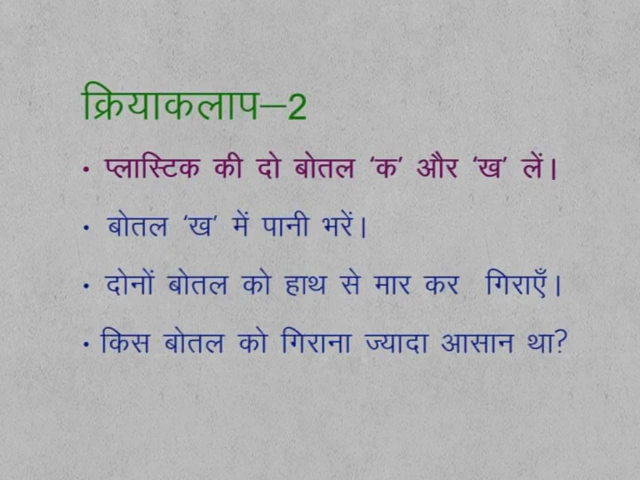 क्रियाकलाप–2
• प्लास्टिक की दो बोतल 'क' और 'ख' लें।
• बोतल 'ख' में पानी भरें।
• दोनों बोतल को हाथ से मार कर गिराएँ।
• किस बोतल को गिराना ज्यादा आसान था?